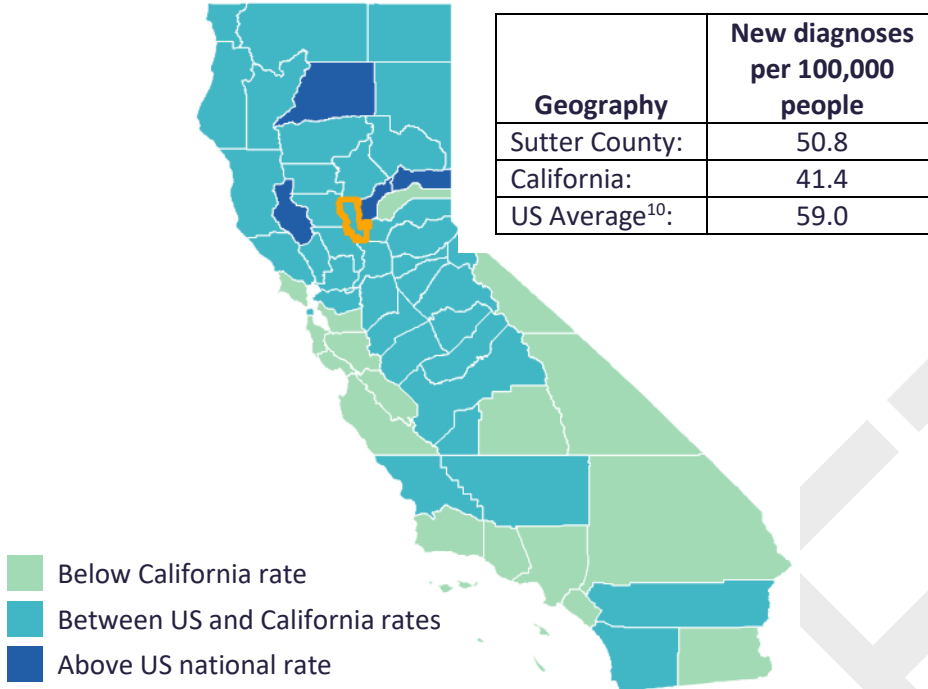 New diagnoses
per 100,000
Geography people
Sutter County: 50.8
California: 41.4
US Average¹⁰: 59.0
Below California rate
Between US and California rates
Above US national rate